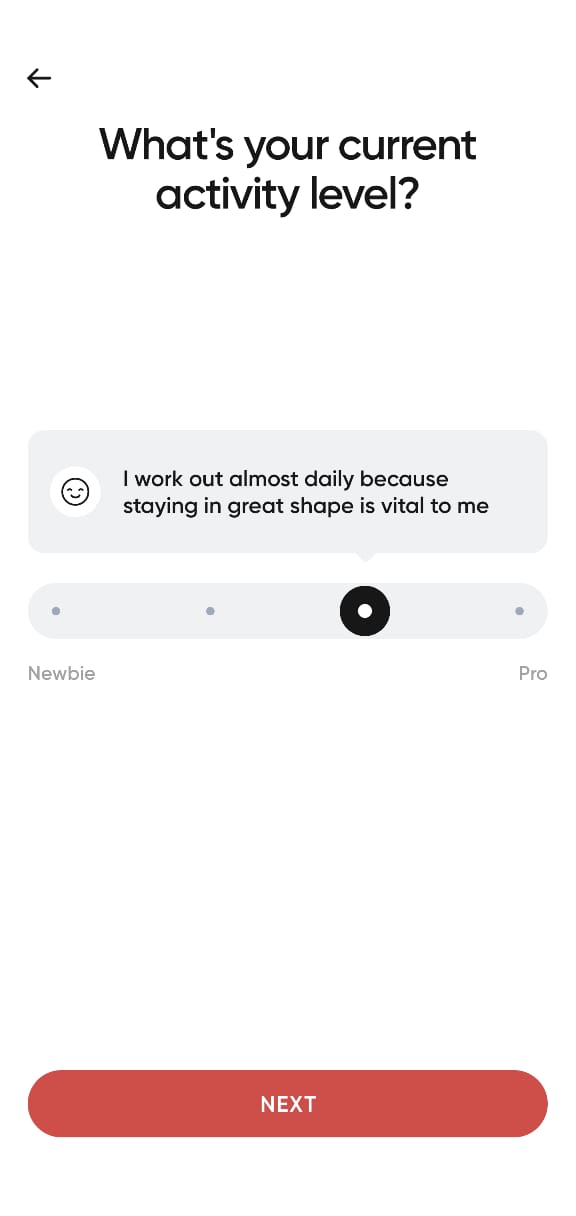 What's your current
activity level?
I work out almost daily because
staying in great shape is vital to me
Newbie
Pro
NEXT